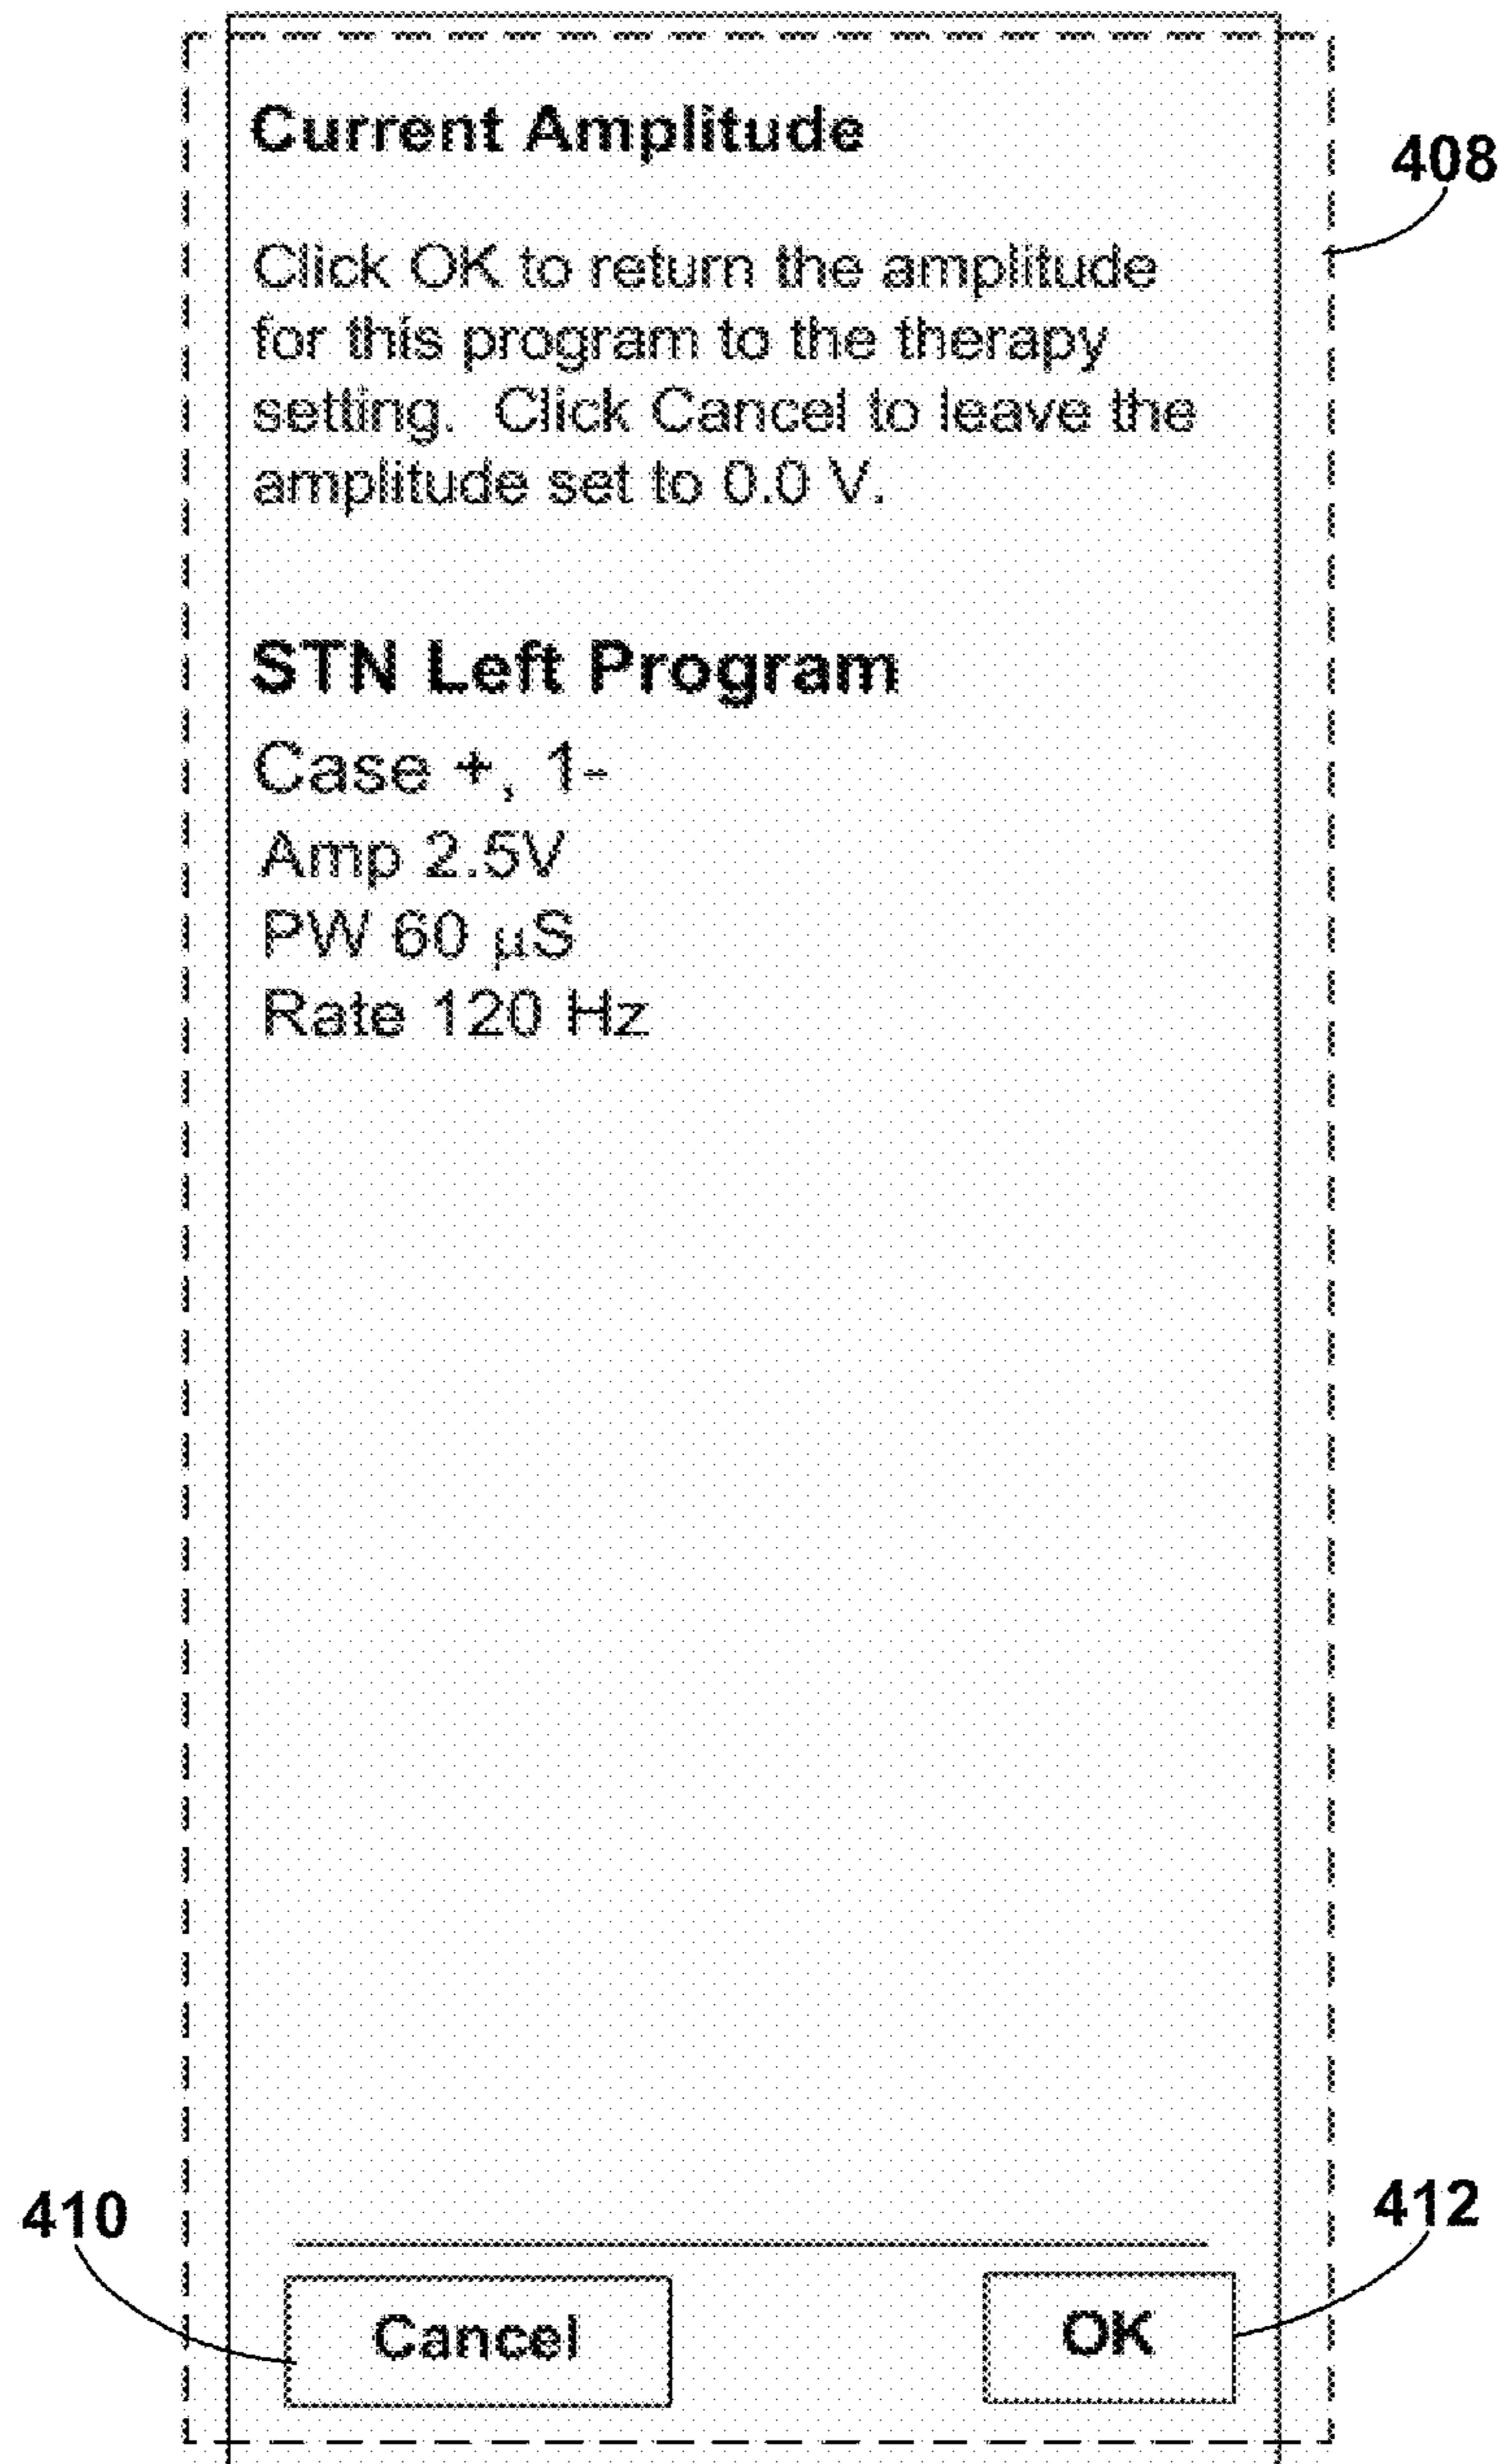 Current Amplitude
408
Click OK to return the amplitude
for this program to the therapy
setting.  Click Cancel to leave the
amplitude set to 0.0 V.
STN Left Program
Case +, 1-
Amp 2.5V
PW 60 µS
Rate 120 Hz
410
412
Cancel
OK